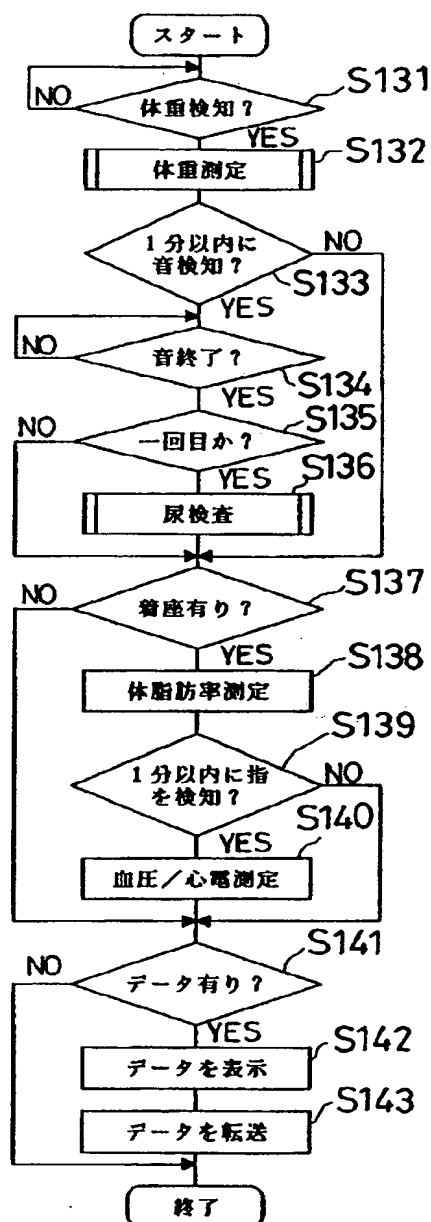 スタート
S131
NO
体重検知?
YES
S132
体重測定
1分以内に
音検知?
NO
S133
YES
NO
音終了?
S134
YES
S135
NO
一回目か?
YES
S136
尿検査
S137
NO
着座有り?
YES
S138
体脂肪率測定
S139
1分以内に指
を検知?
NO
YES
S140
血圧/心電測定
S141
NO
データ有り?
YES
S142
データを表示
S143
データを転送
終了